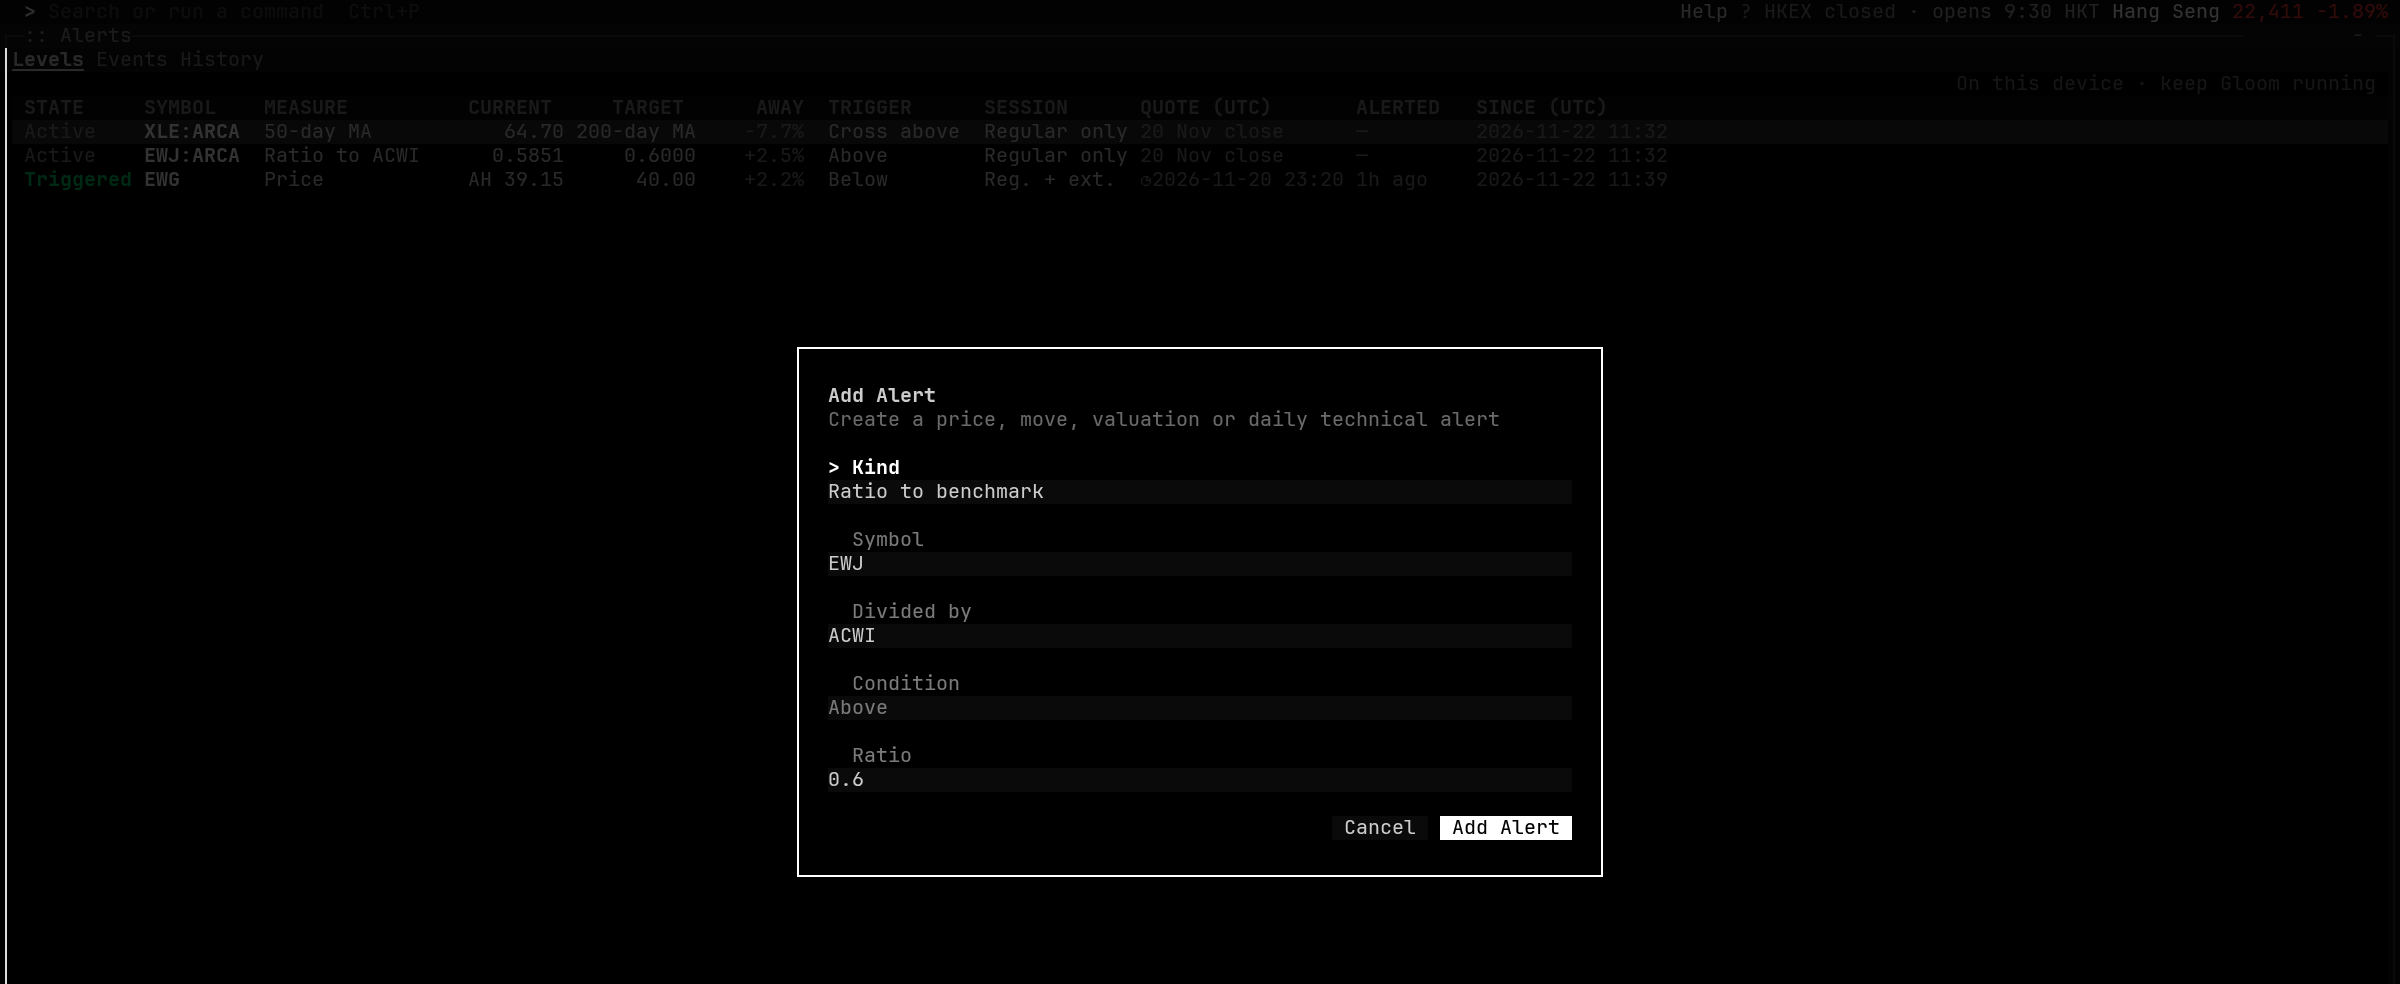 > Search or run a command  Ctrl+P  Help ? HKEX closed · opens 9:30 HKT Hang Seng 22,411 -1.89%
:: Alerts
Levels Events History
On this device · keep Gloom running
STATE SYMBOL MEASURE CURRENT TARGET AWAY TRIGGER SESSION QUOTE (UTC) ALERTED SINCE (UTC)
Active XLE:ARCA 50-day MA 64.70 200-day MA -7.7% Cross above Regular only 20 Nov close — 2026-11-22 11:32
Active EWJ:ARCA Ratio to ACWI 0.5851 0.6000 +2.5% Above Regular only 20 Nov close — 2026-11-22 11:32
Triggered EWG Price AH 39.15 40.00 +2.2% Below Reg. + ext. ◔2026-11-20 23:20 1h ago 2026-11-22 11:39
Add Alert
Create a price, move, valuation or daily technical alert
> Kind
Ratio to benchmark
Symbol
EWJ
Divided by
ACWI
Condition
Above
Ratio
0.6
Cancel Add Alert